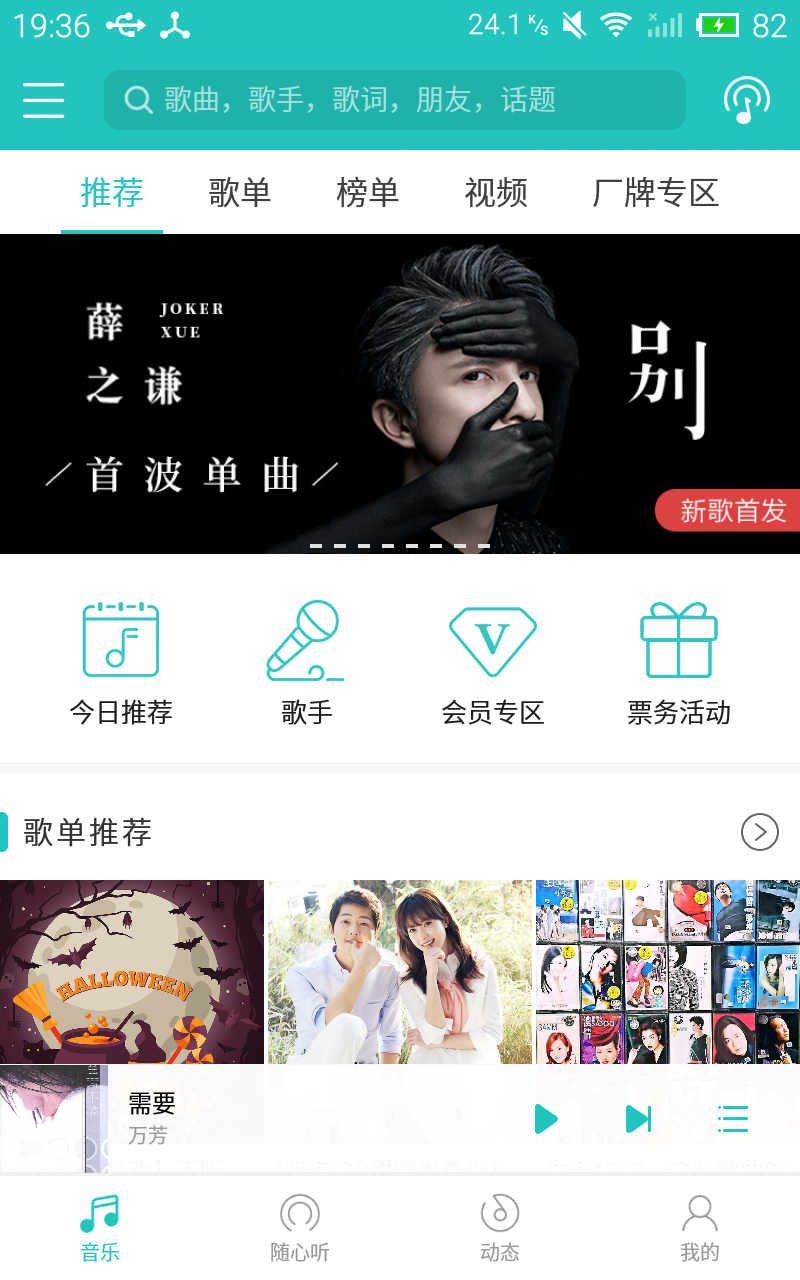 19:36
24.1 K/s
82
歌曲，歌手，歌词，朋友，话题
推荐 歌单 榜单 视频 厂牌专区
薛之谦
JOKER XUE
首波单曲
别
新歌首发
今日推荐 歌手 会员专区 票务活动
V
歌单推荐
HALLOWEEN
需要
万芳
音乐 随心听 动态 我的